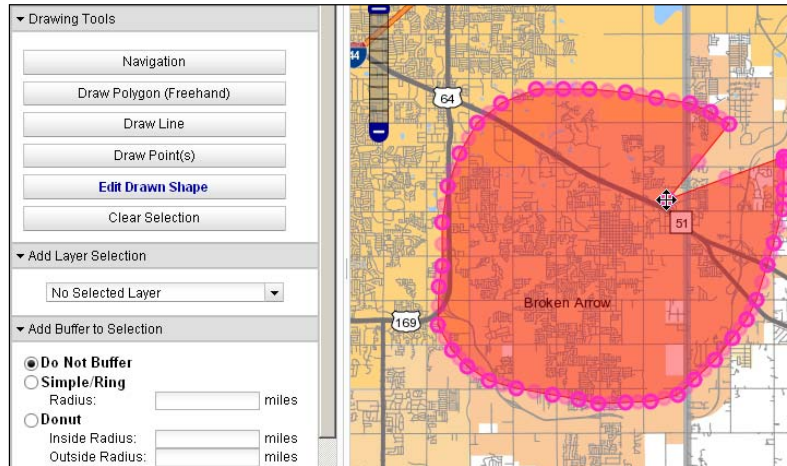 Drawing Tools
Navigation
Draw Polygon (Freehand)
Draw Line
Draw Point(s)
Edit Drawn Shape
Clear Selection
Add Layer Selection
No Selected Layer
Add Buffer to Selection
Do Not Buffer
Simple/Ring
Radius: miles
Donut
Inside Radius: miles
Outside Radius: miles
44
64
51
Broken Arrow
169